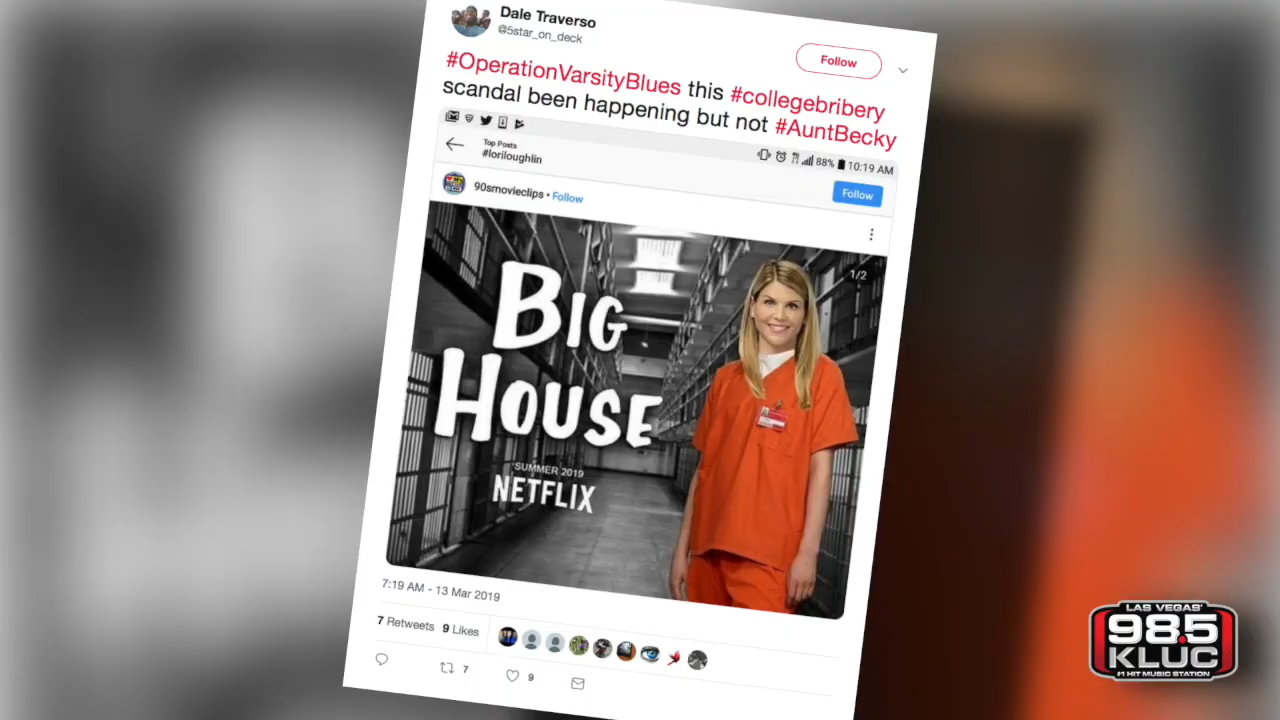 Dale Traverso
@5star_on_deck
Follow
#OperationVarsityBlues this #collegebribery
scandal been happening but not #AuntBecky
88% 10:19 AM
Top Posts
#loriloughlin
Follow
90smovieclips • Follow
1/2
BIG
HOUSE
SUMMER 2019
NETFLIX
7:19 AM - 13 Mar 2019
7 Retweets 9 Likes
7 9
LAS VEGAS'
98.5
KLUC
#1 HIT MUSIC STATION